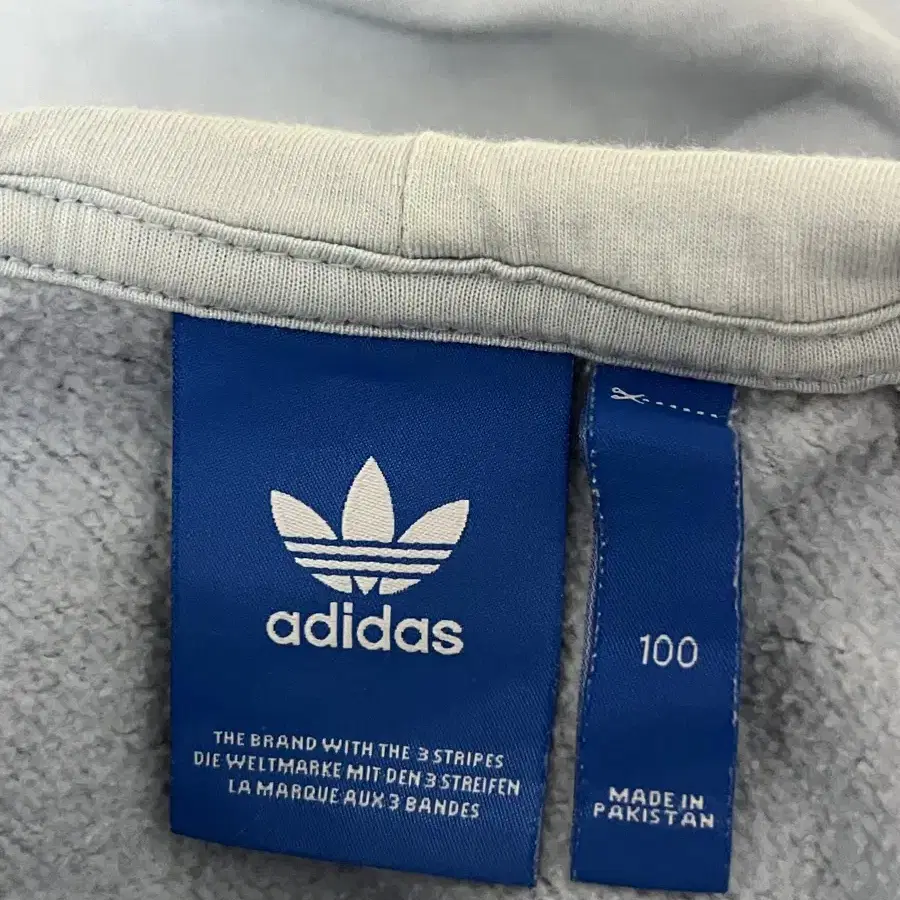 adidas
THE BRAND WITH THE 3 STRIPES
DIE WELTMARKE MIT DEN 3 STREIFEN
LA MARQUE AUX 3 BANDES
100
MADE IN
PAKISTAN